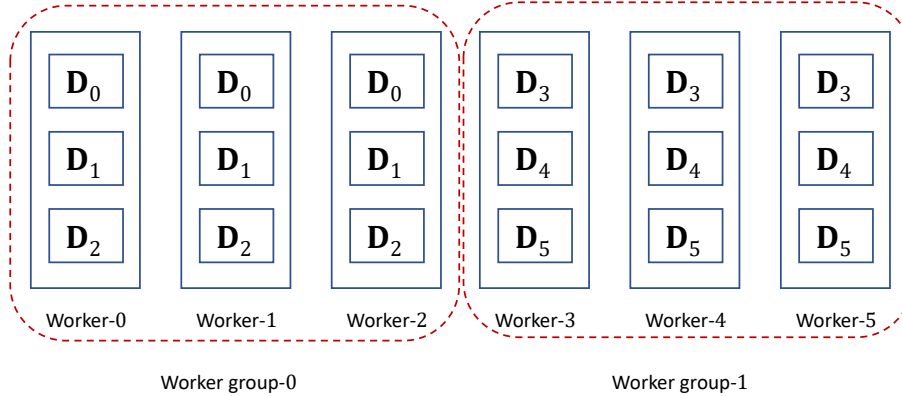 D₀ D₀ D₀ D₃ D₃ D₃
D₁ D₁ D₁ D₄ D₄ D₄
D₂ D₂ D₂ D₅ D₅ D₅
Worker-0 Worker-1 Worker-2 Worker-3 Worker-4 Worker-5
Worker group-0 Worker group-1